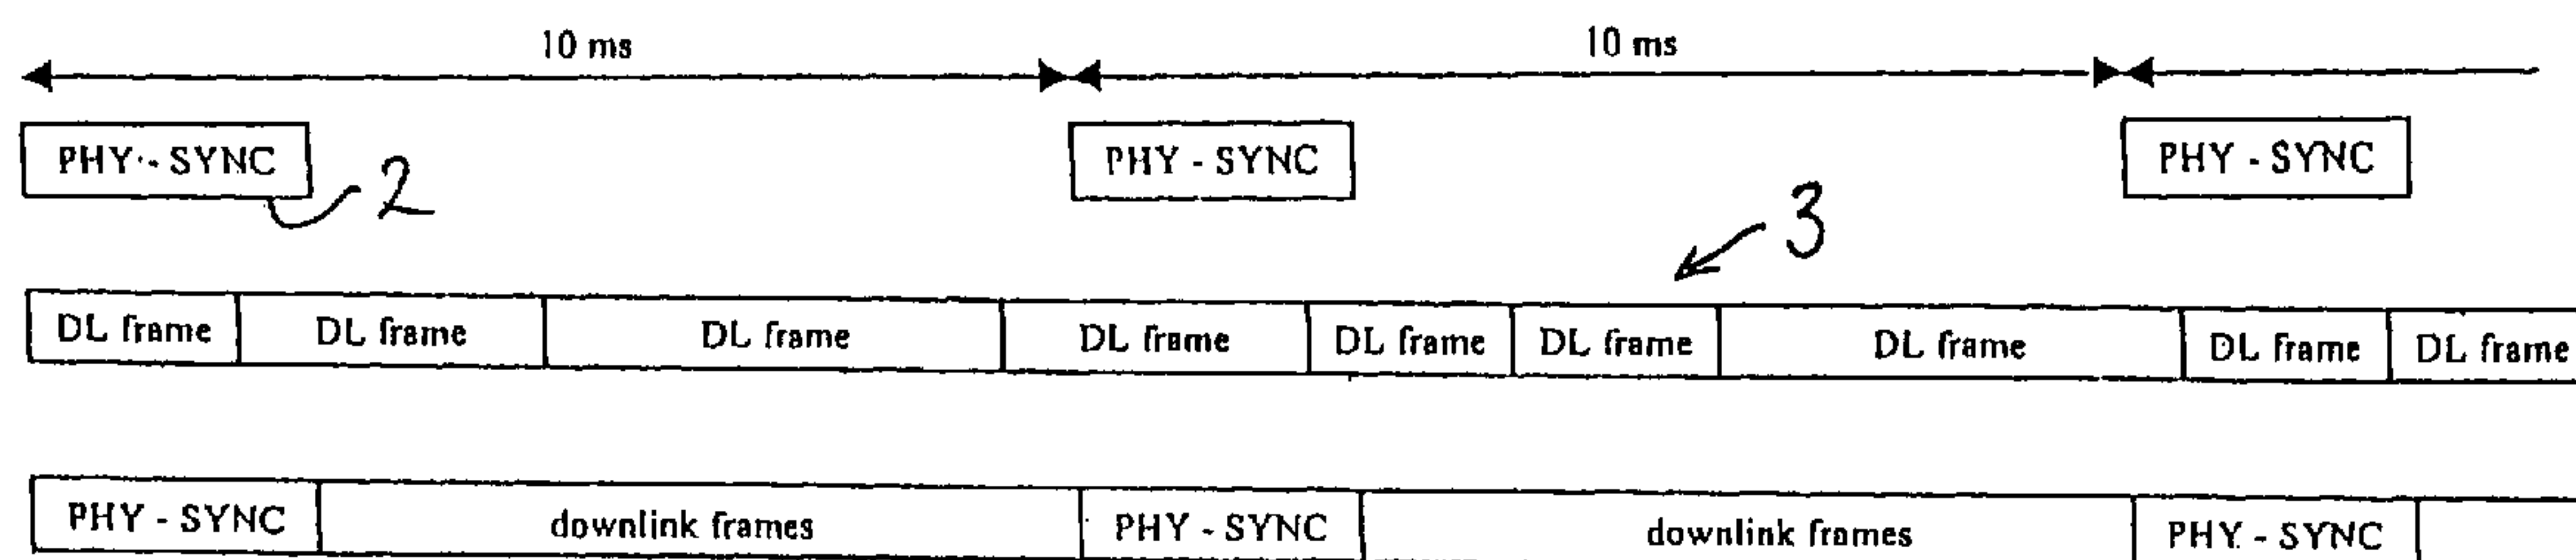 10 ms 10 ms
PHY - SYNC PHY - SYNC PHY - SYNC
2
3
DL frame DL frame DL frame DL frame DL frame DL frame DL frame DL frame DL frame
PHY - SYNC downlink frames PHY - SYNC downlink frames PHY - SYNC